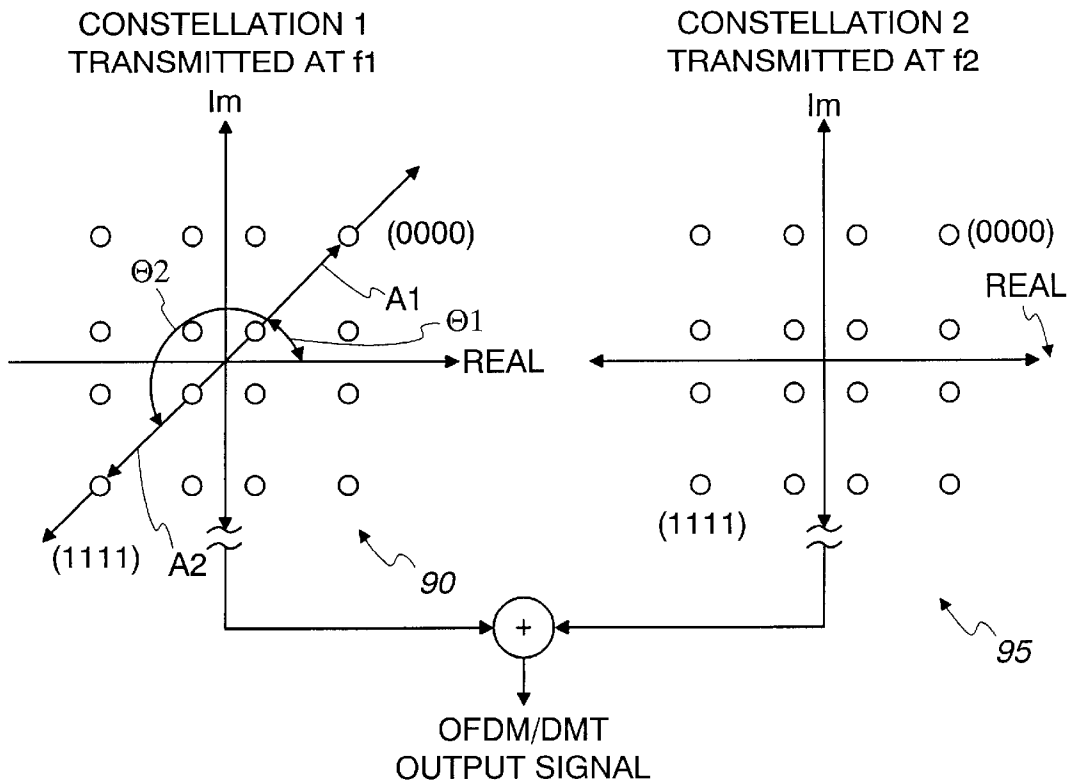 CONSTELLATION 1
TRANSMITTED AT f1
Im
(0000)
Θ2
A1
Θ1
REAL
(1111)
A2
90
CONSTELLATION 2
TRANSMITTED AT f2
Im
(0000)
REAL
(1111)
95
+
OFDM/DMT
OUTPUT SIGNAL